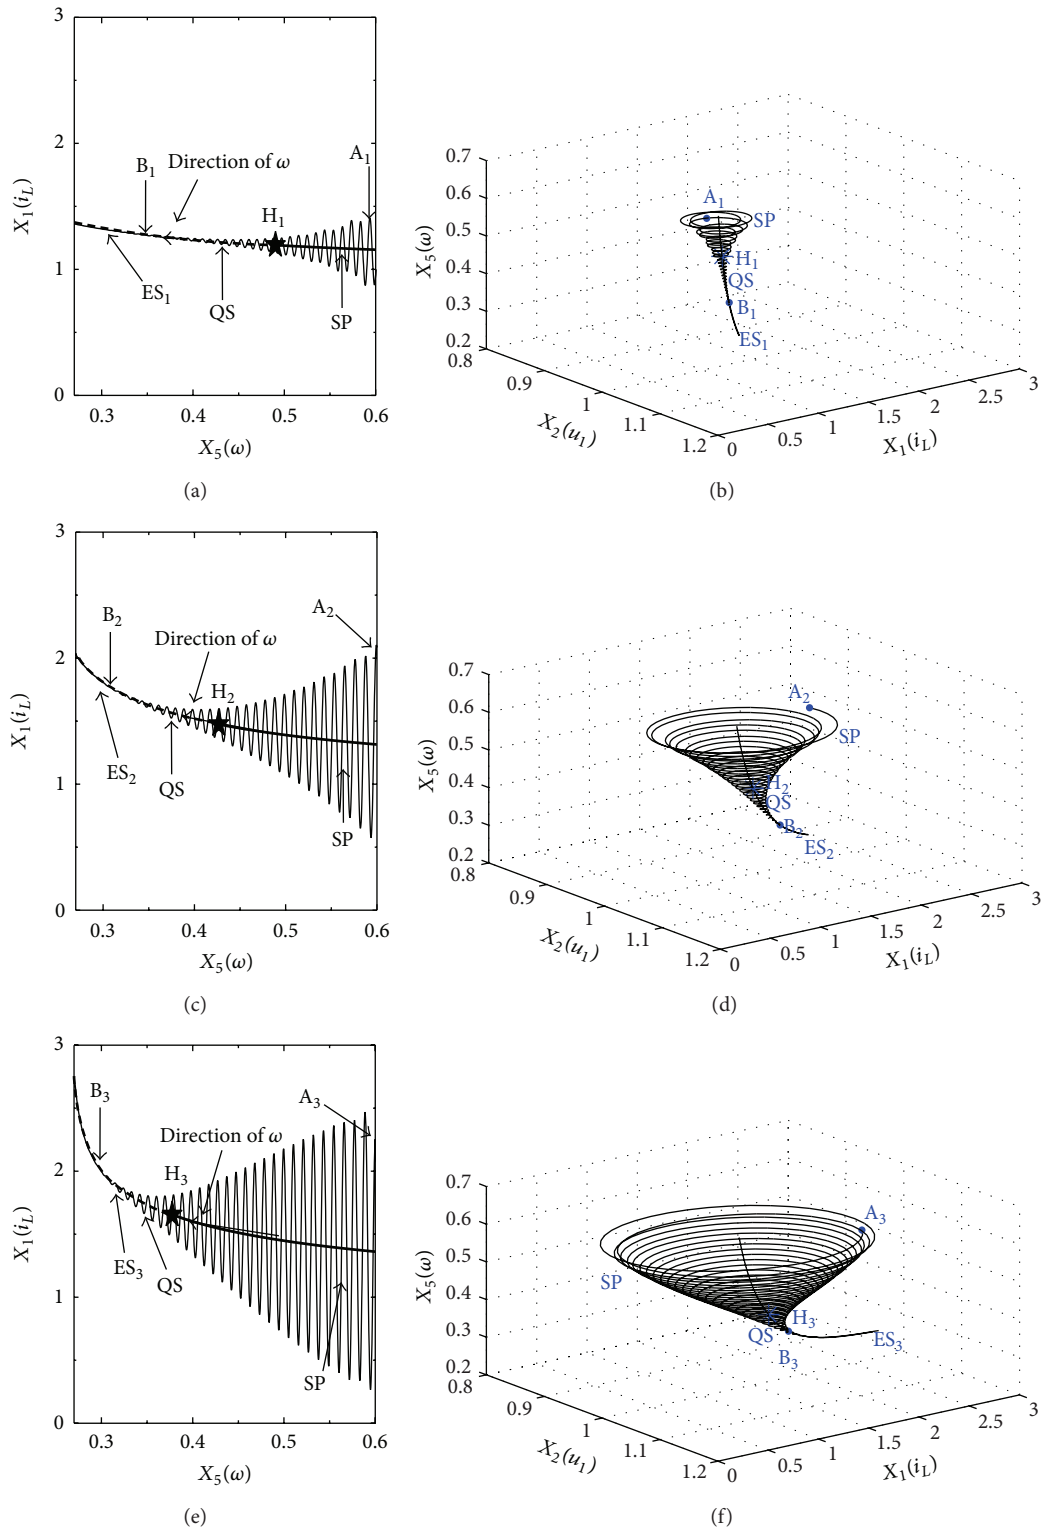 3
2
1
0
X1(iL)
B1
Direction of ω
A1
H1
ES1
QS
SP
0.3 0.4 0.5 0.6
X5(ω)
(a)
0.7
0.6
0.5
0.4
0.3
0.2
X5(ω)
A1
SP
H1
QS
B1
ES1
0.8
0.9
1
1.1
1.2
X2(u1)
0 0.5 1 1.5 2 2.5 3
X1(iL)
(b)
3
2
1
0
X1(iL)
A2
B2
Direction of ω
H2
ES2
QS
SP
0.3 0.4 0.5 0.6
X5(ω)
(c)
0.7
0.6
0.5
0.4
0.3
0.2
X5(ω)
A2
SP
H2
QS
B2
ES2
0.8
0.9
1
1.1
1.2
X2(u1)
0 0.5 1 1.5 2 2.5 3
X1(iL)
(d)
3
2
1
0
X1(iL)
B3
A3
Direction of ω
H3
ES3
QS
SP
0.3 0.4 0.5 0.6
X5(ω)
(e)
0.7
0.6
0.5
0.4
0.3
0.2
X5(ω)
A3
SP
H3
QS
ES3
B3
0.8
0.9
1
1.1
1.2
X2(u1)
0 0.5 1 1.5 2 2.5 3
X1(iL)
(f)